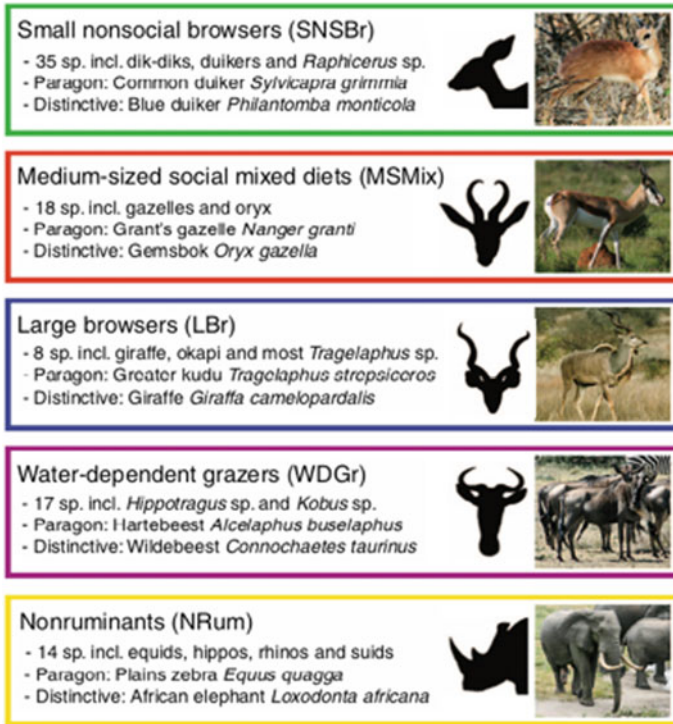 Small nonsocial browsers (SNSBr)
- 35 sp. incl. dik-diks, duikers and Raphicerus sp.
- Paragon: Common duiker Sylvicapra grimmia
- Distinctive: Blue duiker Philantomba monticola
Medium-sized social mixed diets (MSMix)
- 18 sp. incl. gazelles and oryx
- Paragon: Grant's gazelle Nanger granti
- Distinctive: Gemsbok Oryx gazella
Large browsers (LBr)
- 8 sp. incl. giraffe, okapi and most Tragelaphus sp.
- Paragon: Greater kudu Tragelaphus strepsiceros
- Distinctive: Giraffe Giraffa camelopardalis
Water-dependent grazers (WDGr)
- 17 sp. incl. Hippotragus sp. and Kobus sp.
- Paragon: Hartebeest Alcelaphus buselaphus
- Distinctive: Wildebeest Connochaetes taurinus
Nonruminants (NRum)
- 14 sp. incl. equids, hippos, rhinos and suids
- Paragon: Plains zebra Equus quagga
- Distinctive: African elephant Loxodonta africana